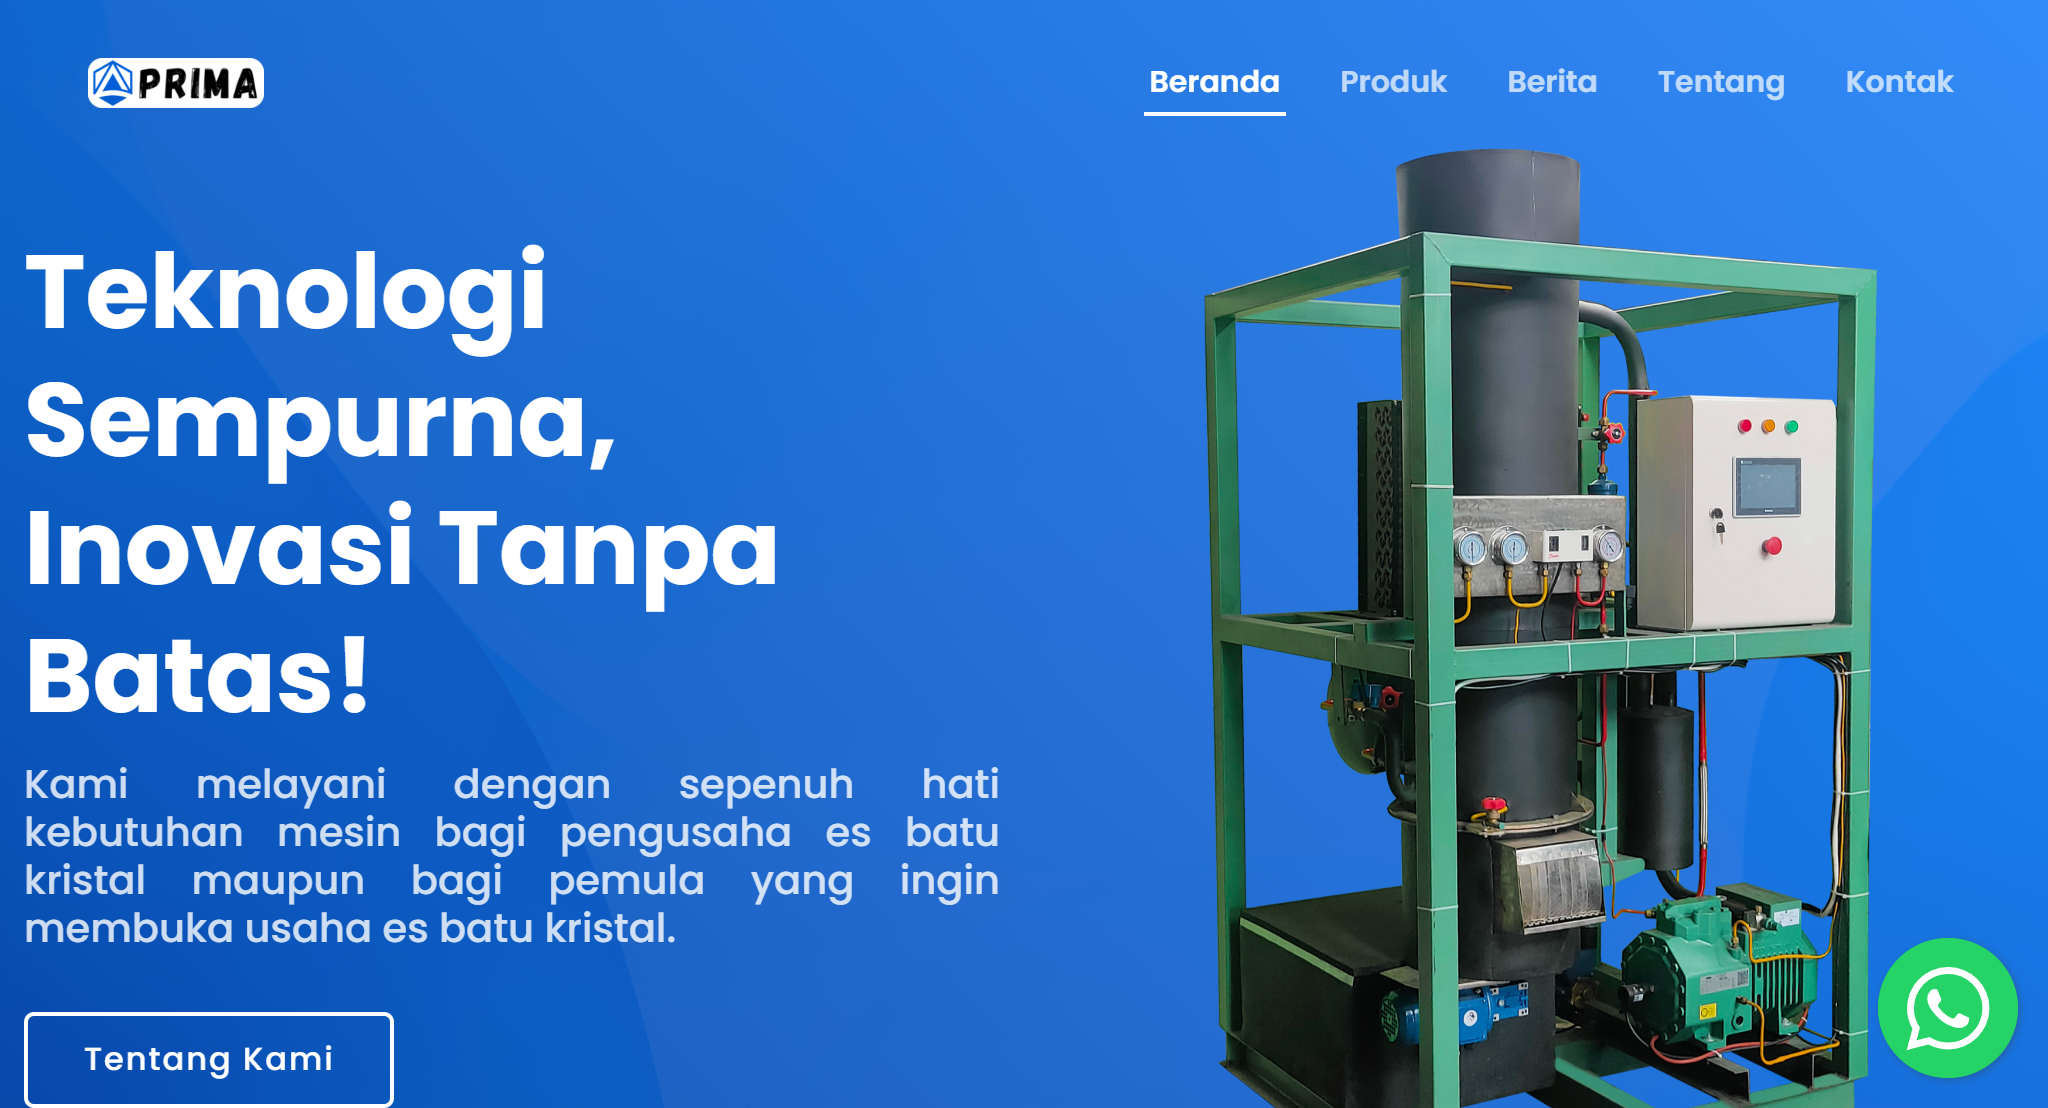 PRIMA
Beranda
Produk
Berita
Tentang
Kontak
Teknologi
Sempurna,
Inovasi Tanpa
Batas!
Kami melayani dengan sepenuh hati
kebutuhan mesin bagi pengusaha es batu
kristal maupun bagi pemula yang ingin
membuka usaha es batu kristal.
Tentang Kami